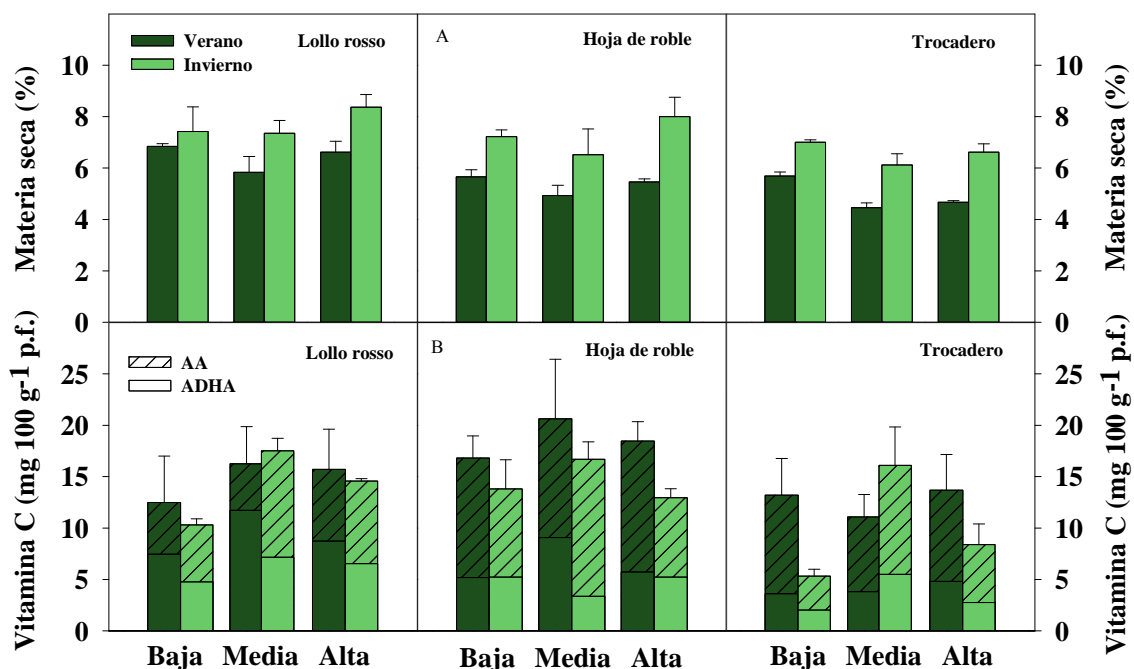 A
B
Verano
Invierno
Lollo rosso
Hoja de roble
Trocadero
Materia seca (%)
10
8
6
4
2
0
10
8
6
4
2
0
Materia seca (%)
AA
ADHA
Lollo rosso
Hoja de roble
Trocadero
Vitamina C (mg 100 g-1 p.f.)
25
20
15
10
5
0
25
20
15
10
5
0
Vitamina C (mg 100 g-1 p.f.)
Baja Media Alta
Baja Media Alta
Baja Media Alta